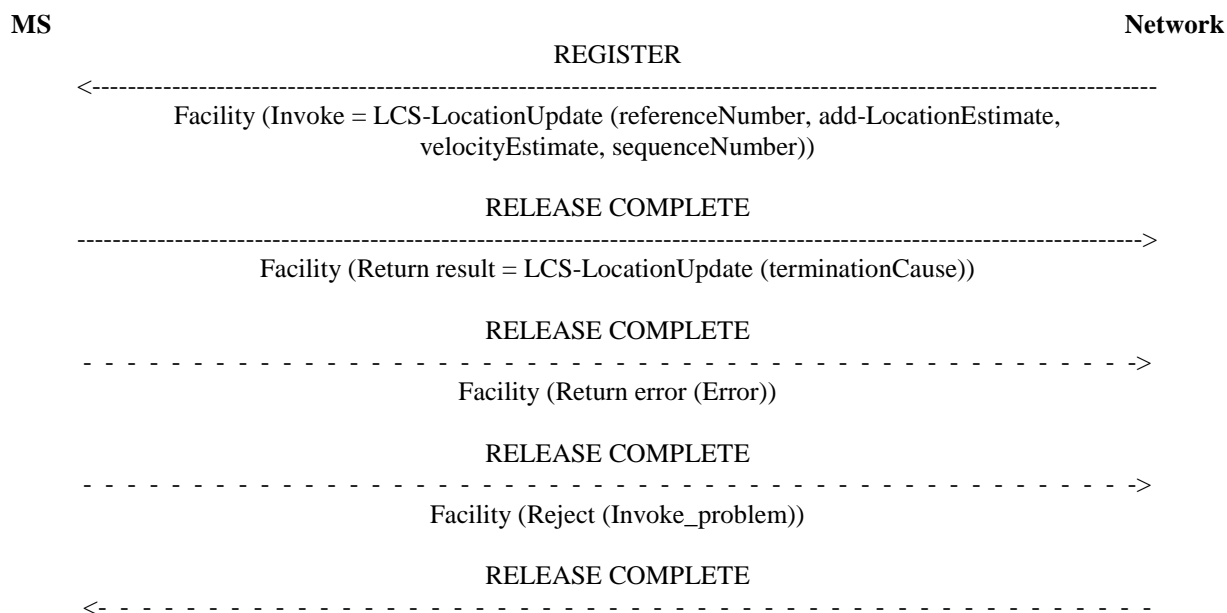 MS Network
REGISTER
<------------------------------------------------------------------------------------------------------------------------
Facility (Invoke = LCS-LocationUpdate (referenceNumber, add-LocationEstimate,
velocityEstimate, sequenceNumber))
RELEASE COMPLETE
------------------------------------------------------------------------------------------------------------------------>
Facility (Return result = LCS-LocationUpdate (terminationCause))
RELEASE COMPLETE
- - - - - - - - - - - - - - - - - - - - - - - - - - - - - - - - - - - - - - - - - - - - - - - ->
Facility (Return error (Error))
RELEASE COMPLETE
- - - - - - - - - - - - - - - - - - - - - - - - - - - - - - - - - - - - - - - - - - - - - - - ->
Facility (Reject (Invoke_problem))
RELEASE COMPLETE
<- - - - - - - - - - - - - - - - - - - - - - - - - - - - - - - - - - - - - - - - - - - - - - - -